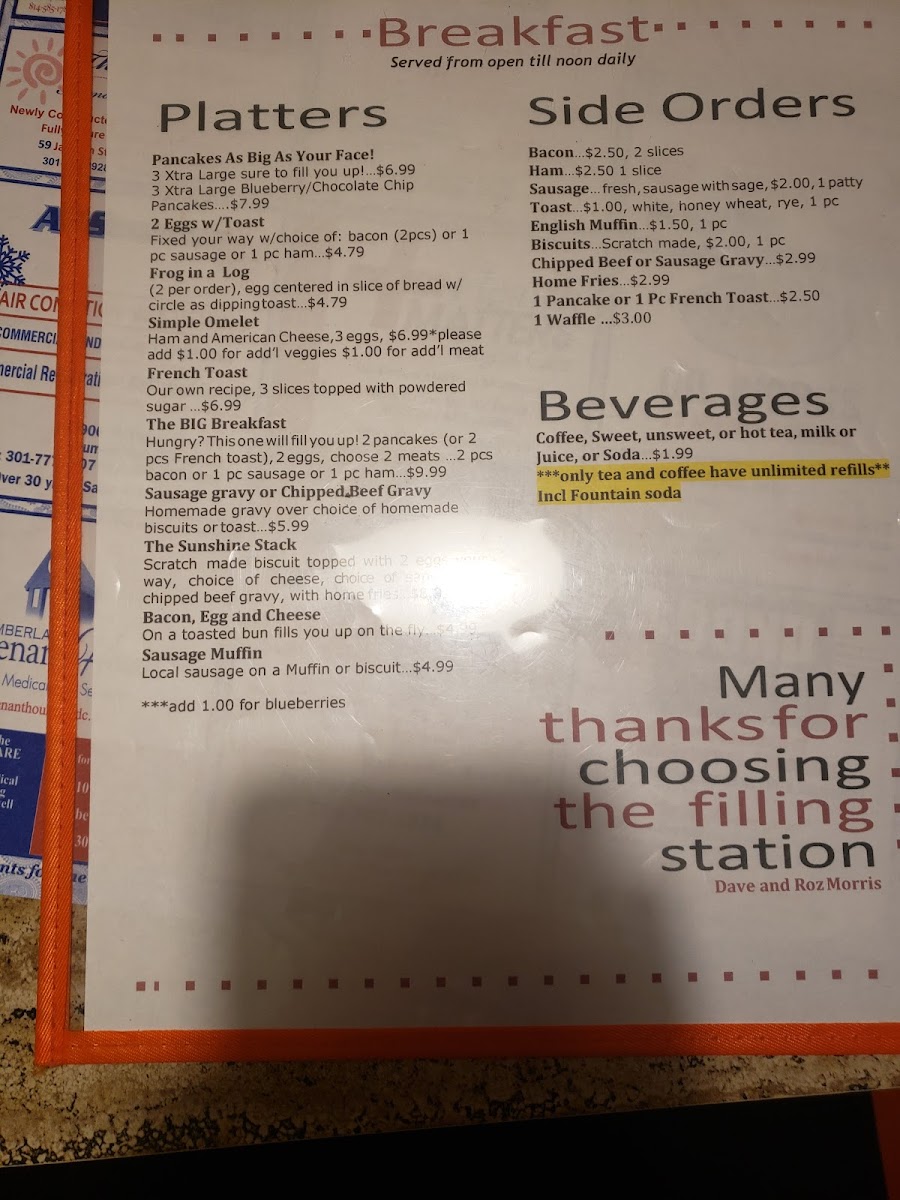 Breakfast
Served from open till noon daily
Platters
Pancakes As Big As Your Face!
3 Xtra Large sure to fill you up!...$6.99
3 Xtra Large Blueberry/Chocolate Chip
Pancakes....$7.99
2 Eggs w/Toast
Fixed your way w/choice of: bacon (2pcs) or 1
pc sausage or 1 pc ham...$4.79
Frog in a Log
(2 per order), egg centered in slice of bread w/
circle as dipping toast...$4.79
Simple Omelet
Ham and American Cheese,3 eggs, $6.99*please
add $1.00 for add'l veggies $1.00 for add'l meat
French Toast
Our own recipe, 3 slices topped with powdered
sugar ...$6.99
The BIG Breakfast
Hungry? This one will fill you up! 2 pancakes (or 2
pcs French toast), 2 eggs, choose 2 meats ...2 pcs
bacon or 1 pc sausage or 1 pc ham...$9.99
Sausage gravy or Chipped Beef Gravy
Homemade gravy over choice of homemade
biscuits or toast...$5.99
The Sunshine Stack
Scratch made biscuit topped with 2 eggs
way, choice of cheese, choice of
chipped beef gravy, with home fries
Bacon, Egg and Cheese
On a toasted bun fills you up on the fly...
Sausage Muffin
Local sausage on a Muffin or biscuit...$4.99
***add 1.00 for blueberries
Side Orders
Bacon...$2.50, 2 slices
Ham...$2.50 1 slice
Sausage...fresh, sausage with sage, $2.00, 1 patty
Toast...$1.00, white, honey wheat, rye, 1 pc
English Muffin...$1.50, 1 pc
Biscuits...Scratch made, $2.00, 1 pc
Chipped Beef or Sausage Gravy...$2.99
Home Fries...$2.99
1 Pancake or 1 Pc French Toast...$2.50
1 Waffle ...$3.00
Beverages
Coffee, Sweet, unsweet, or hot tea, milk or
Juice, or Soda...$1.99
***only tea and coffee have unlimited refills**
Incl Fountain soda
Many
thanks for
choosing
the filling
station
Dave and Roz Morris